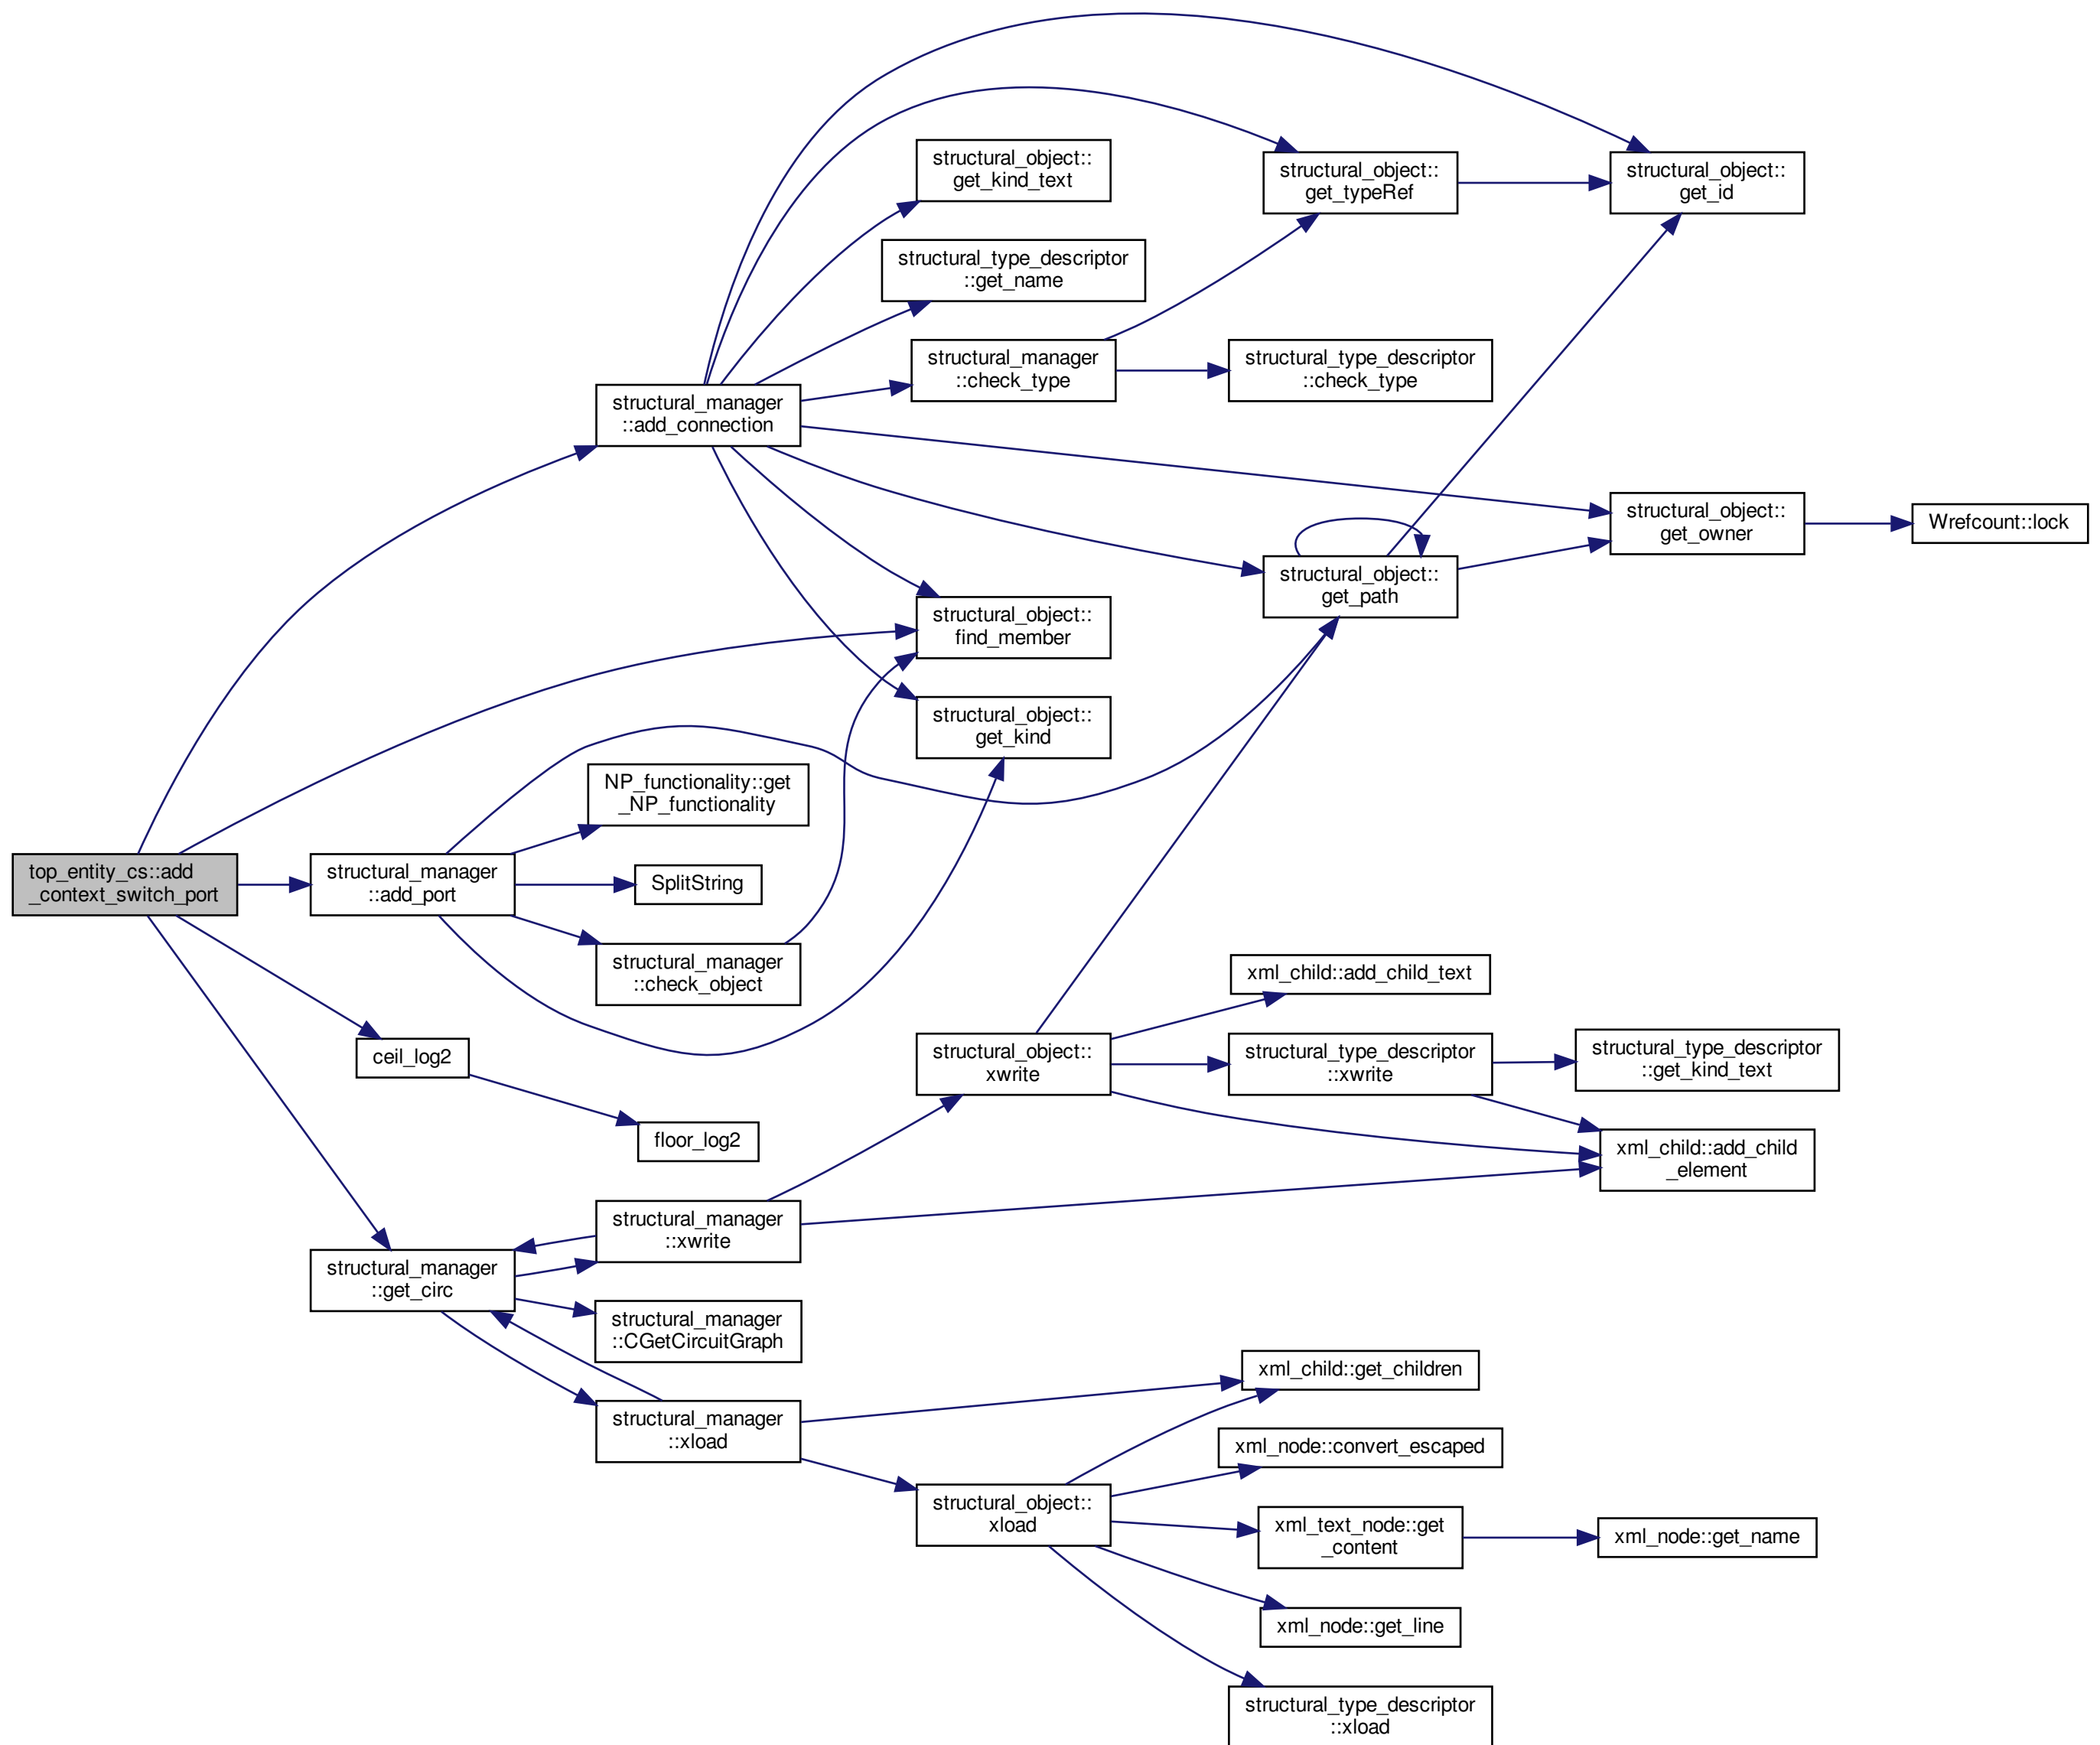 structural_object::
get_kind_text
structural_object::
get_typeRef
structural_object::
get_id
structural_type_descriptor
::get_name
structural_manager
::check_type
structural_type_descriptor
::check_type
structural_manager
::add_connection
structural_object::
get_owner
Wrefcount::lock
structural_object::
get_path
structural_object::
find_member
structural_object::
get_kind
NP_functionality::get
_NP_functionality
top_entity_cs::add
_context_switch_port
structural_manager
::add_port
SplitString
structural_manager
::check_object
xml_child::add_child_text
ceil_log2
structural_object::
xwrite
structural_type_descriptor
::xwrite
structural_type_descriptor
::get_kind_text
floor_log2
xml_child::add_child
_element
structural_manager
::xwrite
structural_manager
::get_circ
structural_manager
::CGetCircuitGraph
xml_child::get_children
structural_manager
::xload
xml_node::convert_escaped
structural_object::
xload
xml_text_node::get
_content
xml_node::get_name
xml_node::get_line
structural_type_descriptor
::xload